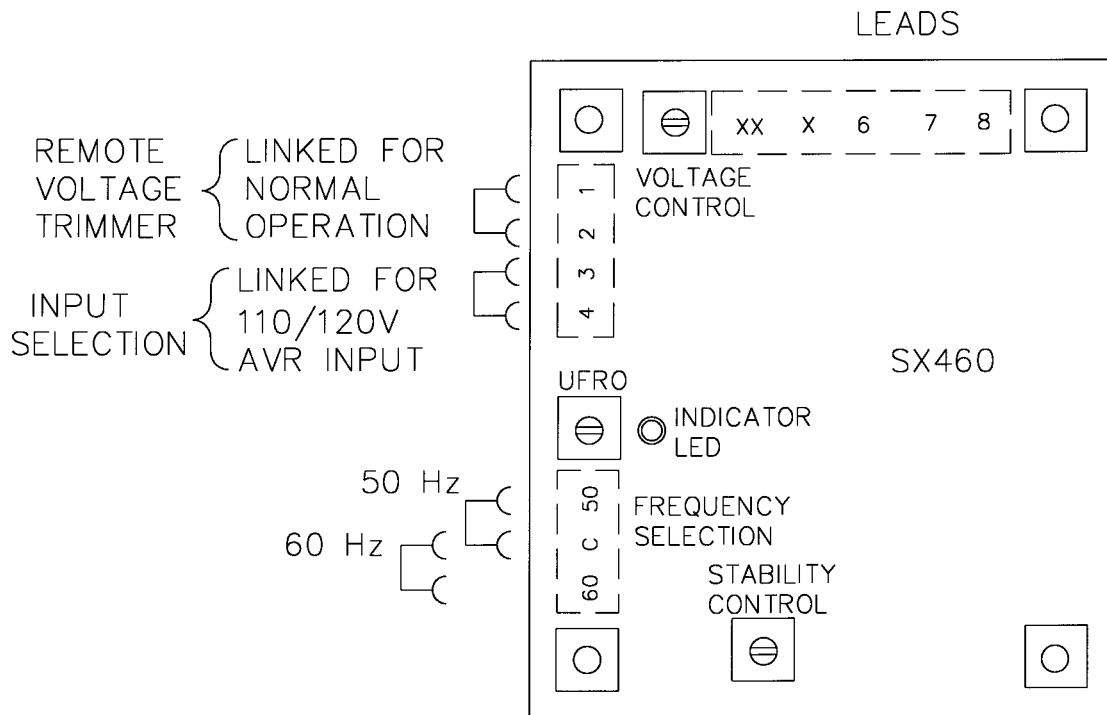 LEADS
XX X 6 7 8
VOLTAGE
CONTROL
REMOTE
VOLTAGE
TRIMMER
LINKED FOR
NORMAL
OPERATION
1
2
3
4
INPUT
SELECTION
LINKED FOR
110/120V
AVR INPUT
SX460
UFRO
INDICATOR
LED
50 Hz
60 Hz
50
C
60
FREQUENCY
SELECTION
STABILITY
CONTROL